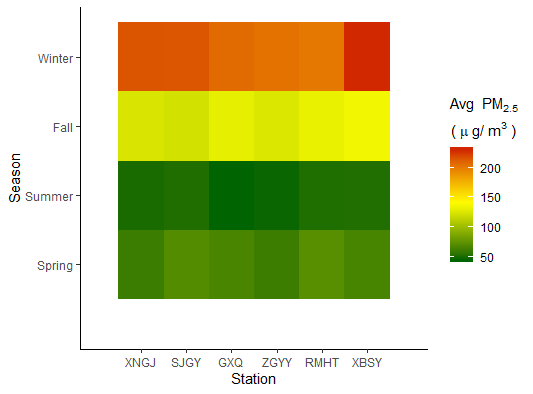 Winter
Fall
Summer
Spring
Season
XNGJ SJGY GXQ ZGYY RMHT XBSY
Station
Avg PM2.5
( μ g/ m3 )
200
150
100
50